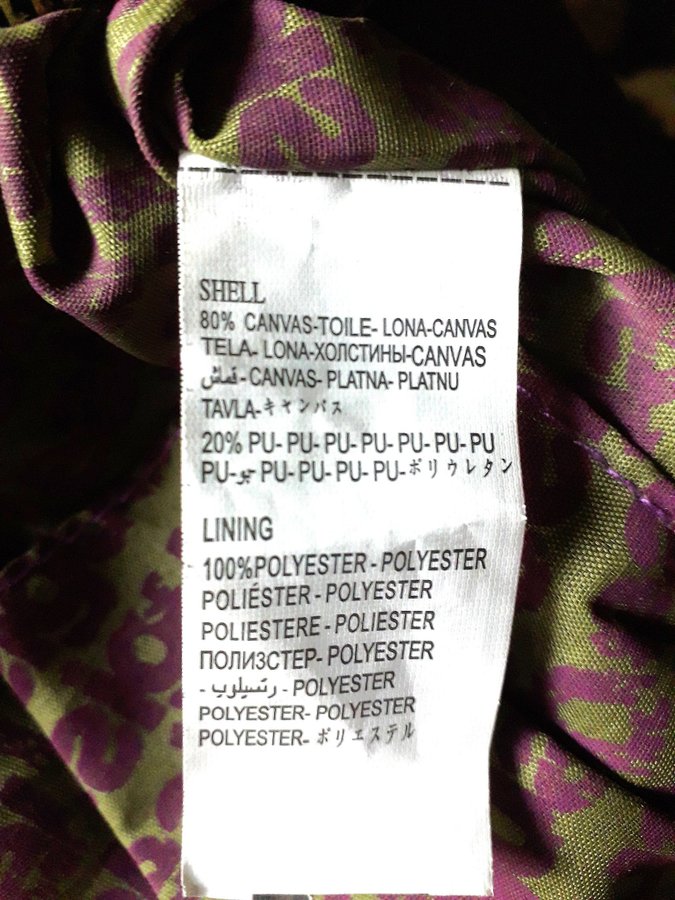 SHELL
80% CANVAS-TOILE- LONA-CANVAS
TELA- LONA-ХОЛСТИНЫ-CANVAS
قماش - CANVAS- PLATNA- PLATNU
TAVLA-キャンバス
20% PU- PU- PU- PU- PU- PU- PU
PU-جو PU-PU-PU-PU-ポリウレタン
LINING
100%POLYESTER - POLYESTER
POLIÉSTER - POLYESTER
POLIESTERE - POLIESTER
ПОЛИЗСТЕР- POLYESTER
- رتسيلوب - POLYESTER
POLYESTER- POLYESTER
POLYESTER- ポリエステル